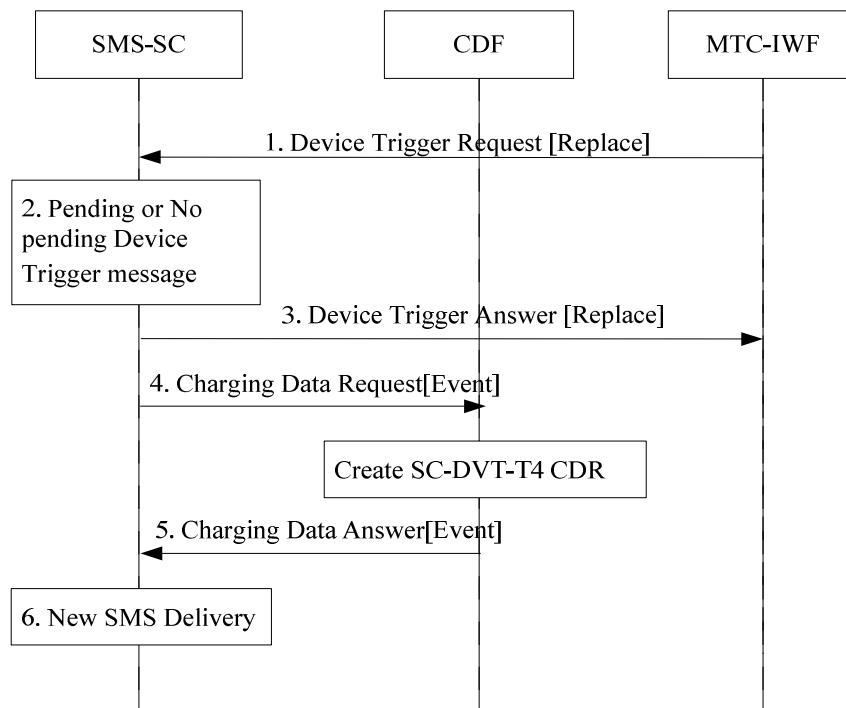 SMS-SC
CDF
MTC-IWF
1. Device Trigger Request [Replace]
2. Pending or No
pending Device
Trigger message
3. Device Trigger Answer [Replace]
4. Charging Data Request[Event]
Create SC-DVT-T4 CDR
5. Charging Data Answer[Event]
6. New SMS Delivery